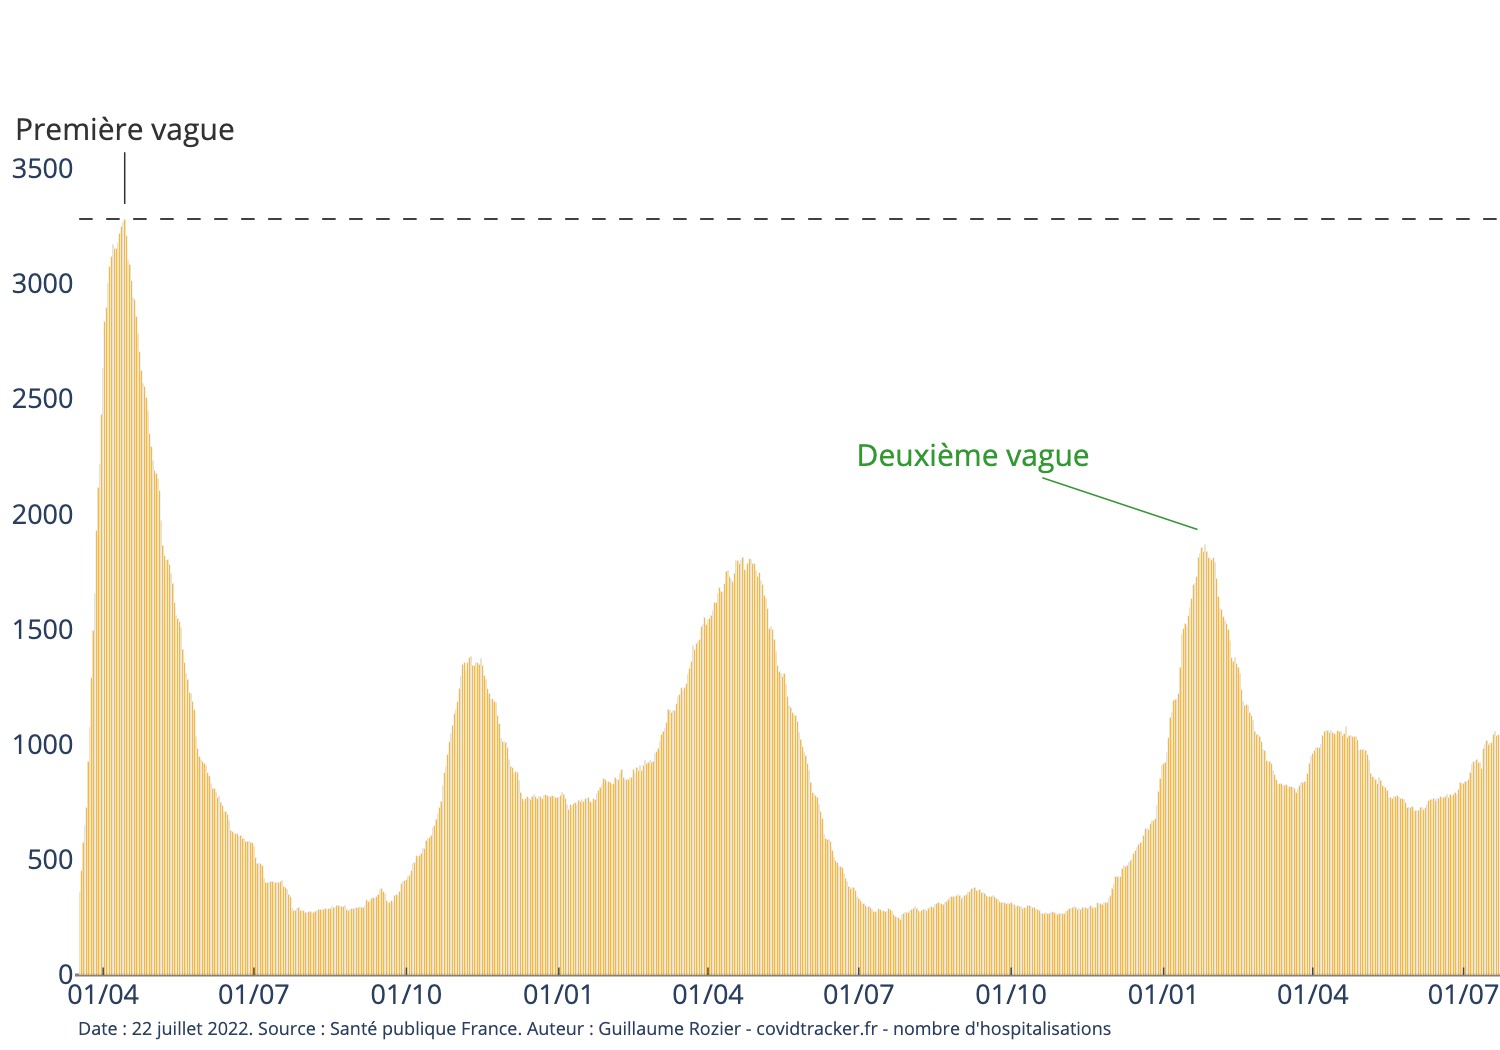 Première vague
3500
3000
2500
Deuxième vague
2000
1500
1000
500
0
01/04 01/07 01/10 01/01 01/04 01/07 01/10 01/01 01/04 01/07
Date : 22 juillet 2022. Source : Santé publique France. Auteur : Guillaume Rozier - covidtracker.fr - nombre d'hospitalisations